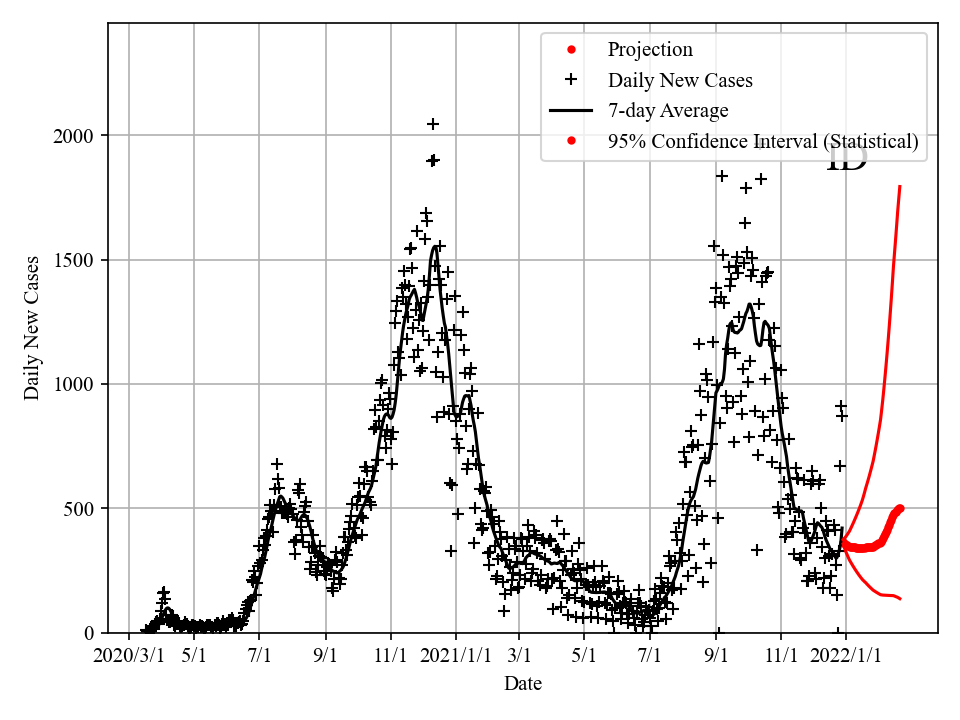 Projection
Daily New Cases
7-day Average
95% Confidence Interval (Statistical)
ID
2000
1500
1000
500
0
Daily New Cases
2020/3/1 5/1 7/1 9/1 11/1 2021/1/1 3/1 5/1 7/1 9/1 11/1 2022/1/1
Date